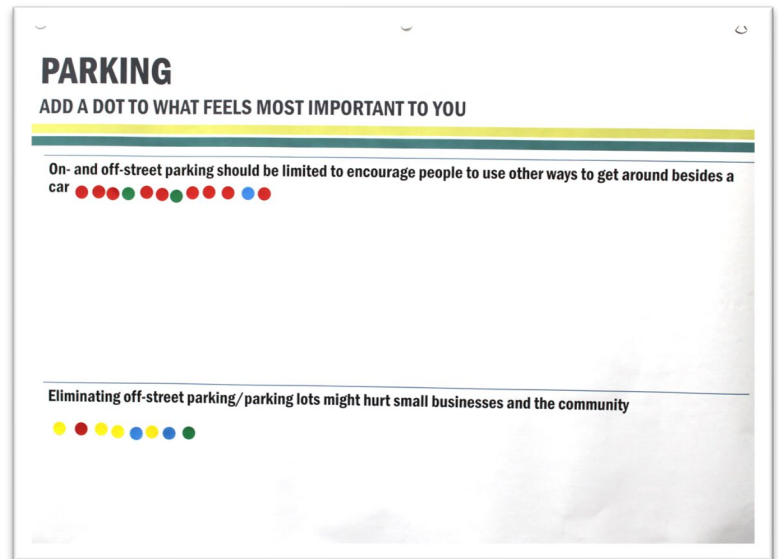 PARKING
ADD A DOT TO WHAT FEELS MOST IMPORTANT TO YOU
On- and off-street parking should be limited to encourage people to use other ways to get around besides a
car
Eliminating off-street parking/parking lots might hurt small businesses and the community